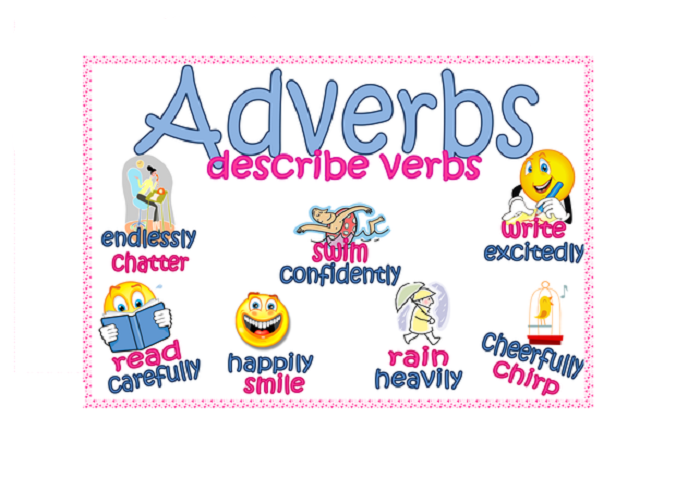 Adverbs
describe verbs
endlessly
chatter
swim
confidently
write
excitedly
read
carefully
happily
smile
rain
heavily
Cheerfully
chirp